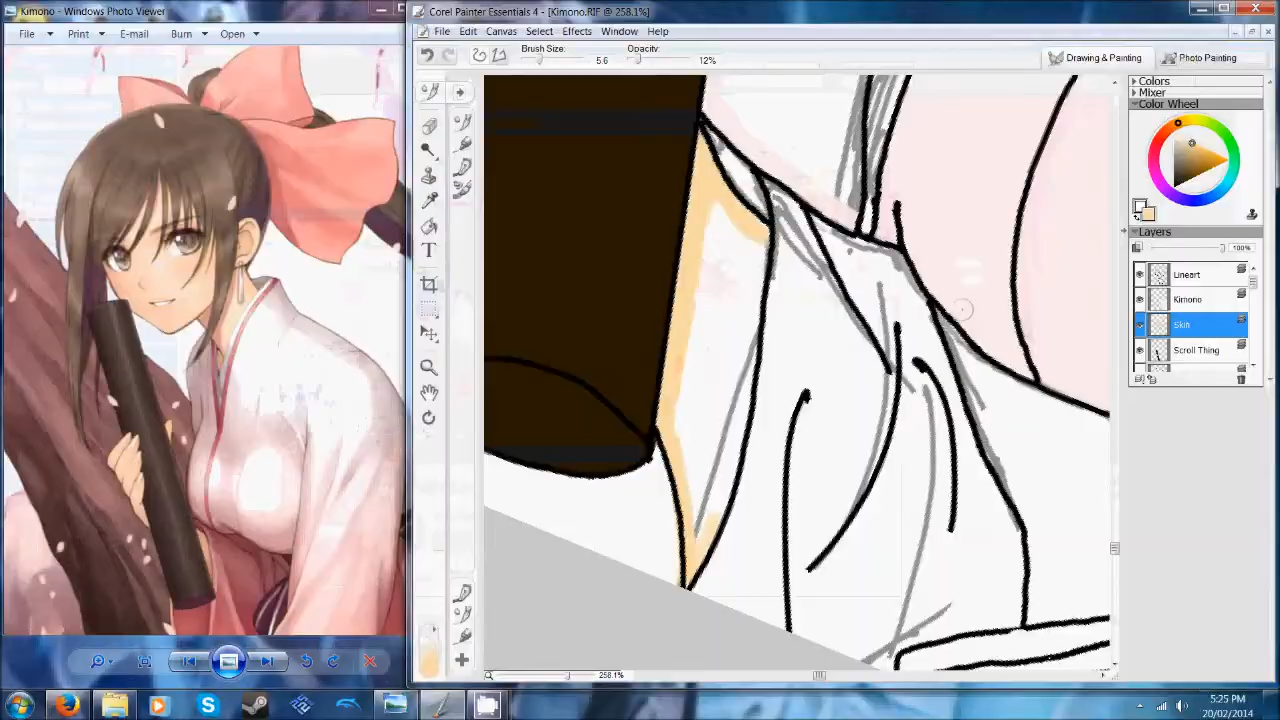 Kimono - Windows Photo Viewer
File Print E-mail Burn Open
Corel Painter Essentials 4 - [Kimono.RIF @ 258.1%]
File Edit Canvas Select Effects Window Help
Brush Size: 5.6 Opacity: 12%
Drawing & Painting Photo Painting
Colors
Mixer
Color Wheel
Layers
100%
Lineart
Kimono
Skin
Scroll Thing
T
258.1%
5:25 PM
20/02/2014